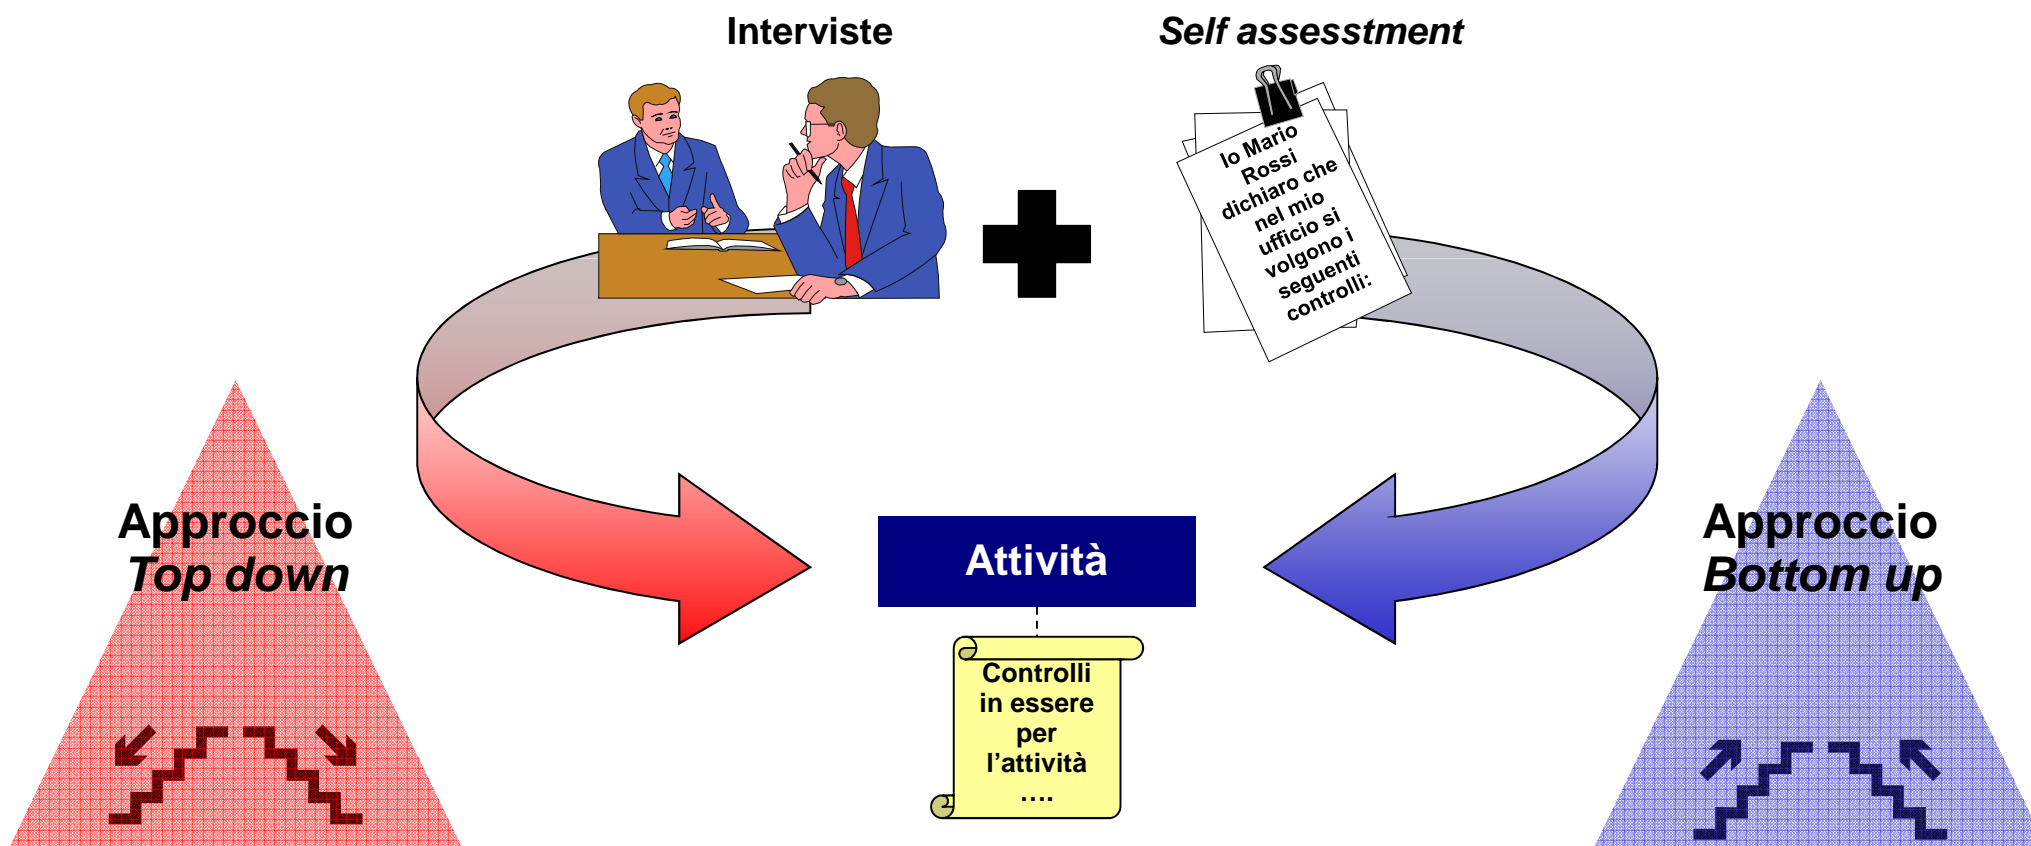 Interviste
Self assesstment
Io Mario
Rossi
dichiaro che
nel mio
ufficio si
volgono i
seguenti
controlli:
Approccio
Top down
Attività
Approccio
Bottom up
Controlli
in essere
per
l’attività
….